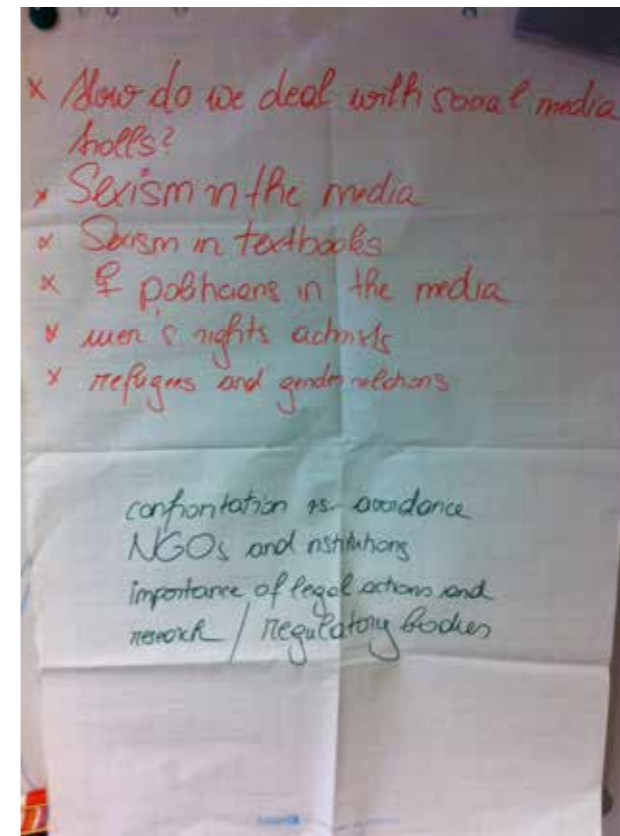 x How do we deal with social media
trolls?
x Sexism in the media
x Sexism in textbooks
x ♀ politicians in the media
x men's rights activists
x refugees and gender relations
confrontation vs. avoidance
NGOs and institutions
importance of legal actions and
research / regulatory bodies